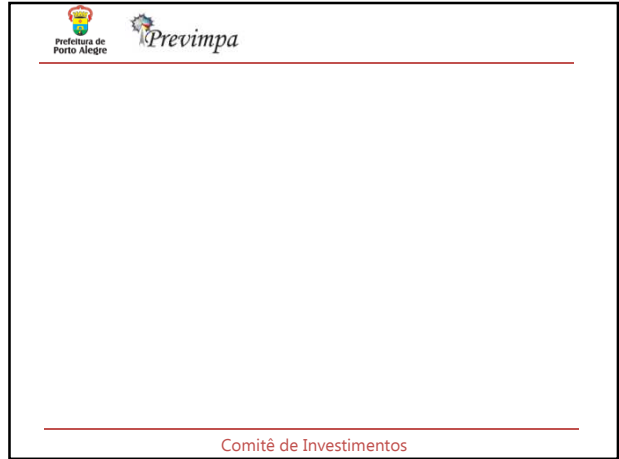 Prefeitura de
Porto Alegre
Previmpa
Comitê de Investimentos